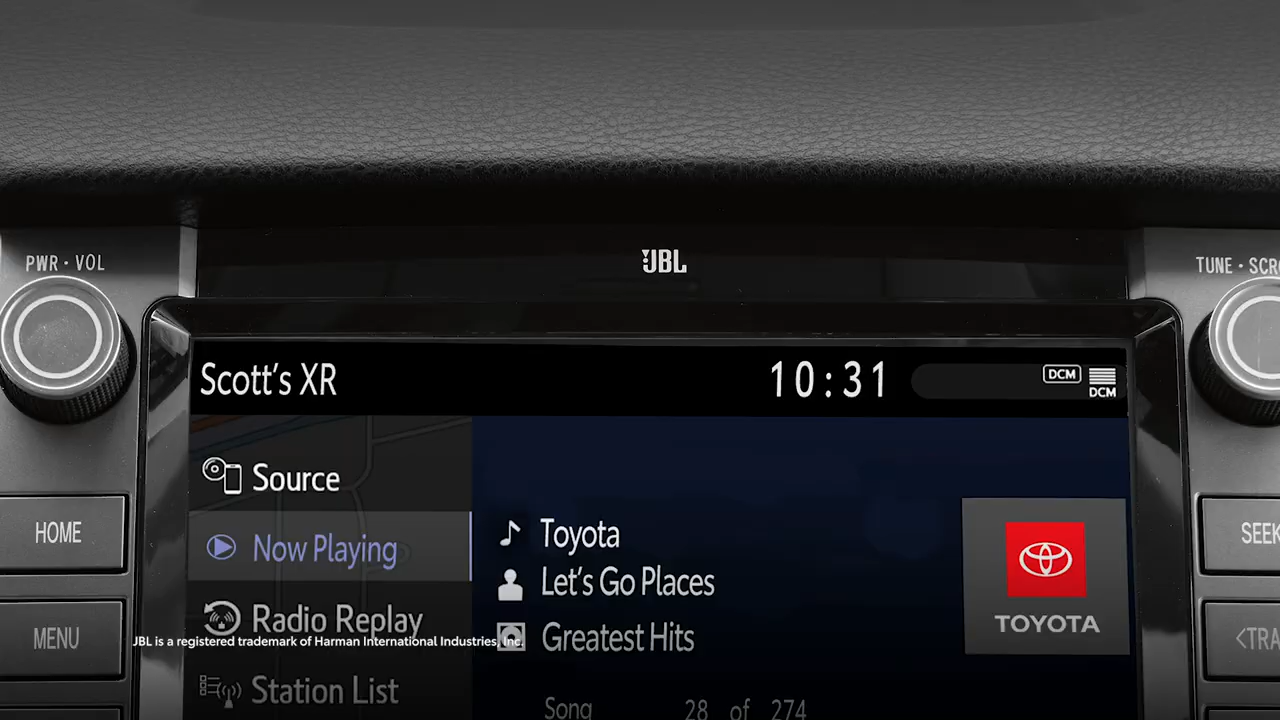 PWR · VOL
JBL
TUNE · SCRO
Scott's XR
10:31
DCM
DCM
Source
HOME
Now Playing
Toyota
Let's Go Places
SEEK
Radio Replay
JBL is a registered trademark of Harman International Industries, Inc.
Greatest Hits
TOYOTA
MENU
<TRA
Station List
Song 28 of 274